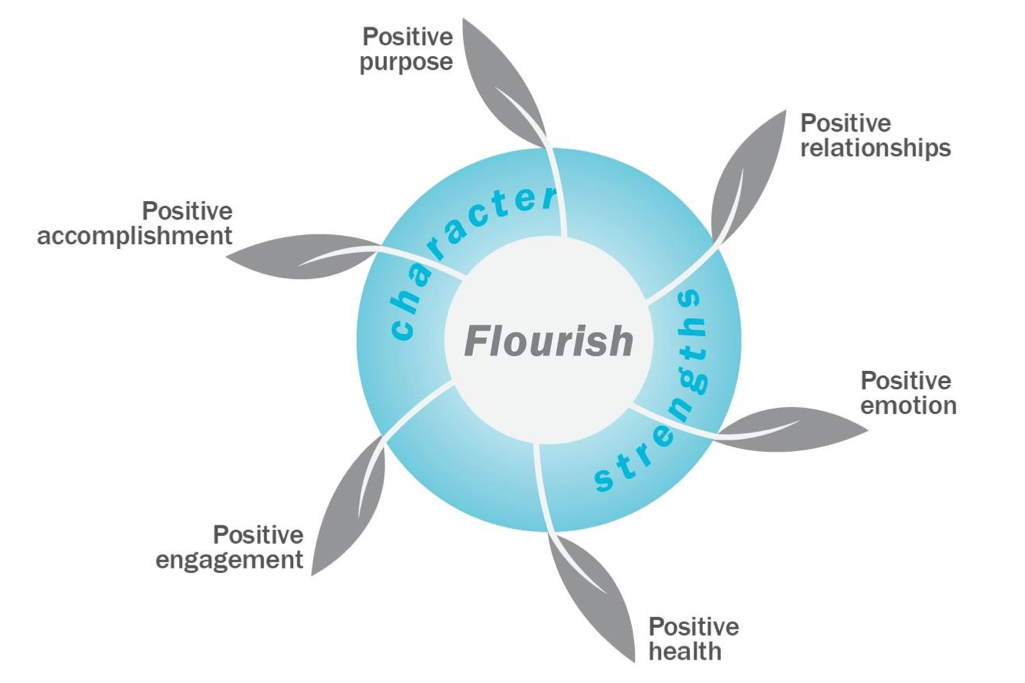 Positive
purpose
Positive
relationships
Positive
accomplishment
character
Flourish
strengths
Positive
emotion
Positive
engagement
Positive
health